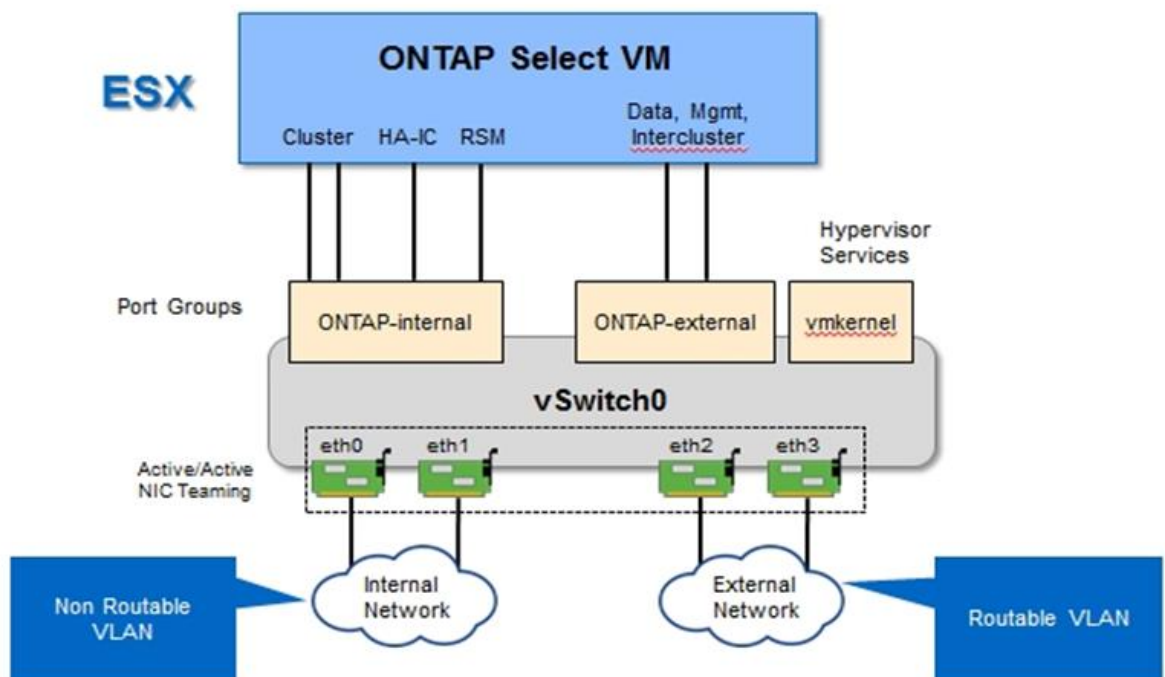 ONTAP Select VM
ESX
Data, Mgmt,
Intercluster
Cluster
HA-IC
RSM
Hypervisor
Services
Port Groups
ONTAP-internal
ONTAP-external
vmkernel
vSwitch0
eth0
eth1
eth2
eth3
Active/Active
NIC Teaming
Internal
Network
External
Network
Non Routable
VLAN
Routable VLAN